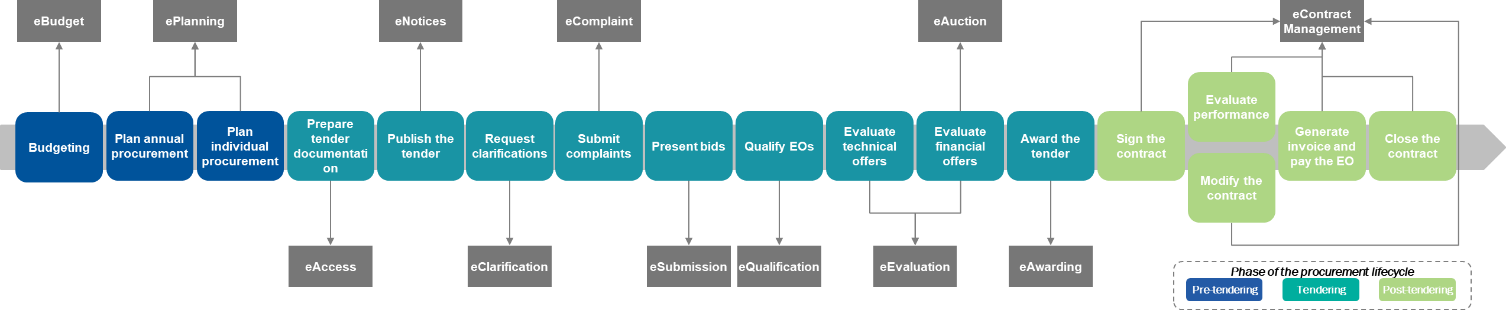 eBudget
ePlanning
eNotices
eComplaint
eAuction
eContract
Management
Budgeting
Plan annual
procurement
Plan
individual
procurement
Prepare
tender
documentati
on
Publish the
tender
Request
clarifications
Submit
complaints
Present bids
Qualify EOs
Evaluate
technical
offers
Evaluate
financial
offers
Award the
tender
Sign the
contract
Evaluate
performance
Modify the
contract
Generate
invoice and
pay the EO
Close the
contract
eAccess
eClarification
eSubmission
eQualification
eEvaluation
eAwarding
Phase of the procurement lifecycle
Pre-tendering
Tendering
Post-tendering